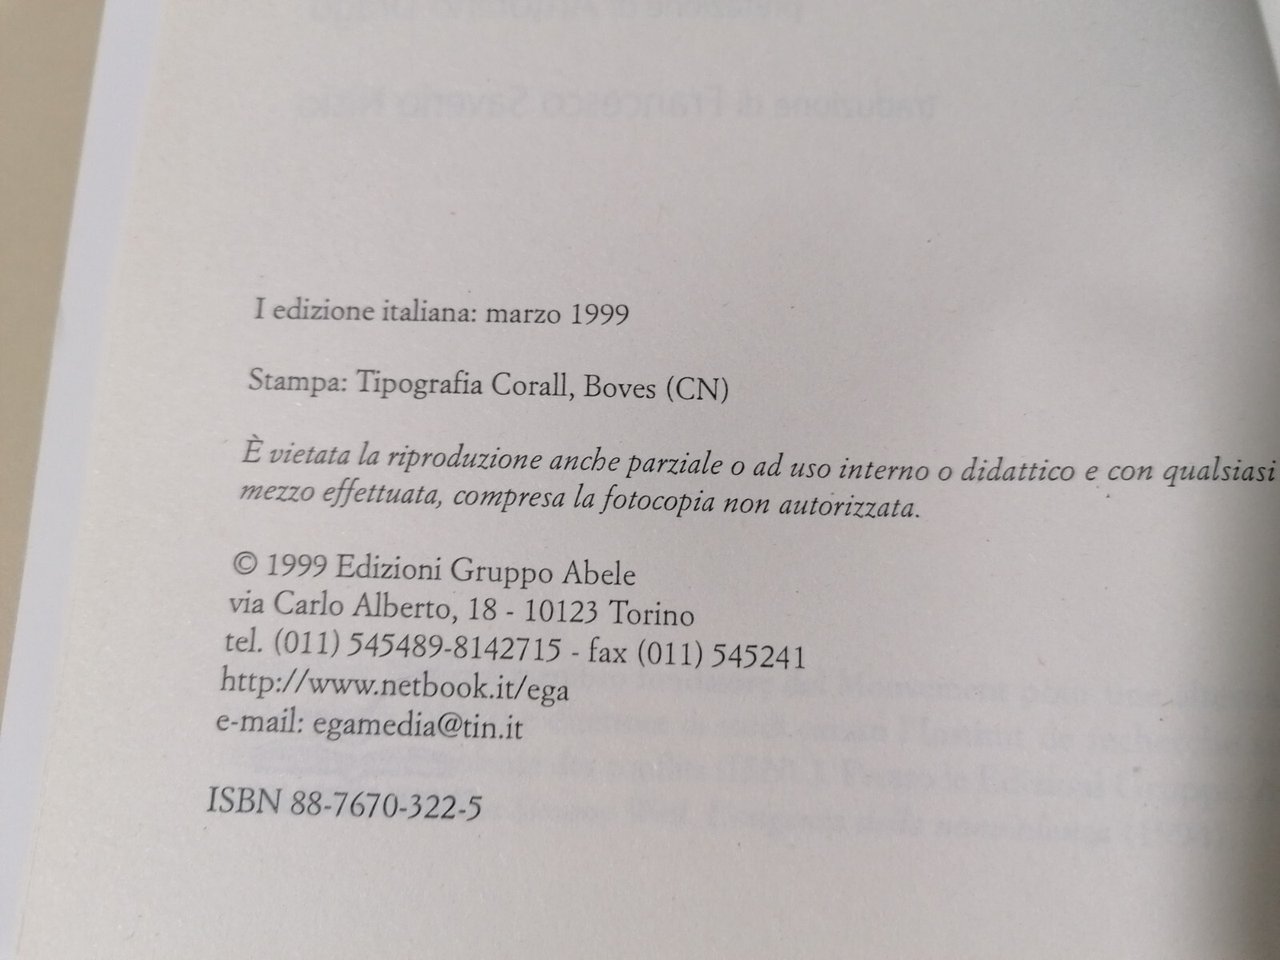 I edizione italiana: marzo 1999
Stampa: Tipografia Corall, Boves (CN)
È vietata la riproduzione anche parziale o ad uso interno o didattico e con qualsiasi
mezzo effettuata, compresa la fotocopia non autorizzata.
© 1999 Edizioni Gruppo Abele
via Carlo Alberto, 18 - 10123 Torino
tel. (011) 545489-8142715 - fax (011) 545241
http://www.netbook.it/ega
e-mail: egamedia@tin.it
ISBN 88-7670-322-5